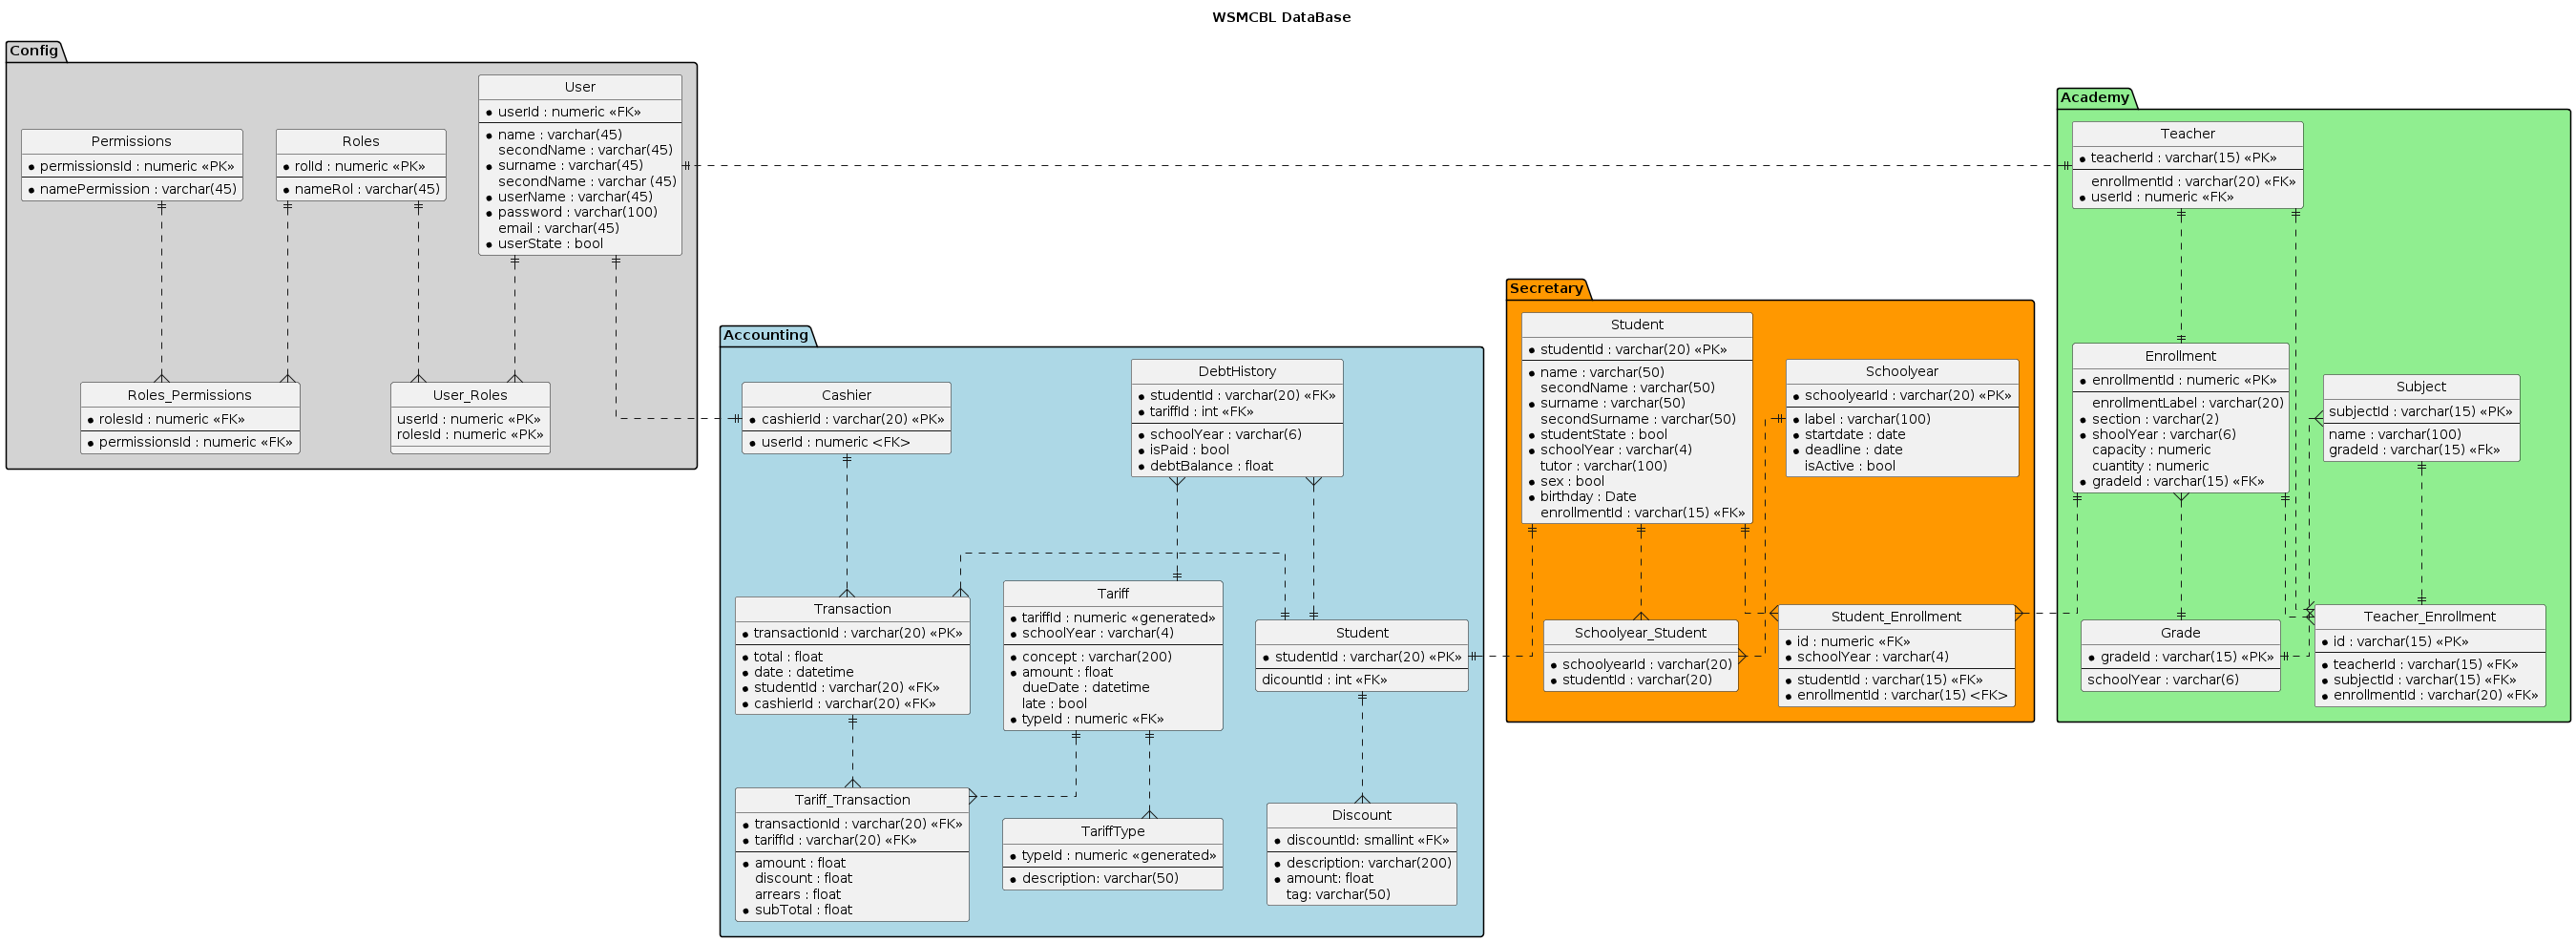 WSMCBL DataBase
Config
User
* userId : numeric «FK»
* name : varchar(45)
secondName : varchar(45)
* surname : varchar(45)
secondName : varchar (45)
* userName : varchar(45)
* password : varchar(100)
email : varchar(45)
* userState : bool
Permissions
* permissionsId : numeric «PK»
* namePermission : varchar(45)
Roles
* rolId : numeric «PK»
* nameRol : varchar(45)
Roles_Permissions
* rolesId : numeric «FK»
* permissionsId : numeric «FK»
User_Roles
userId : numeric «PK»
rolesId : numeric «PK»
Accounting
Cashier
* cashierId : varchar(20) «PK»
* userId : numeric <FK>
DebtHistory
* studentId : varchar(20) «FK»
* tariffId : int «FK»
* schoolYear : varchar(6)
* isPaid : bool
* debtBalance : float
Transaction
* transactionId : varchar(20) «PK»
* total : float
* date : datetime
* studentId : varchar(20) «FK»
* cashierId : varchar(20) «FK»
Tariff
* tariffId : numeric «generated»
* schoolYear : varchar(4)
* concept : varchar(200)
* amount : float
dueDate : datetime
late : bool
* typeId : numeric «FK»
Student
* studentId : varchar(20) «PK»
dicountId : int «FK»
Tariff_Transaction
* transactionId : varchar(20) «FK»
* tariffId : varchar(20) «FK»
* amount : float
discount : float
arrears : float
* subTotal : float
TariffType
* typeId : numeric «generated»
* description: varchar(50)
Discount
* discountId: smallint «FK»
* description: varchar(200)
* amount: float
tag: varchar(50)
Secretary
Student
* studentId : varchar(20) «PK»
* name : varchar(50)
secondName : varchar(50)
* surname : varchar(50)
secondSurname : varchar(50)
* studentState : bool
* schoolYear : varchar(4)
tutor : varchar(100)
* sex : bool
* birthday : Date
enrollmentId : varchar(15) «FK»
Schoolyear
* schoolyearId : varchar(20) «PK»
* label : varchar(100)
* startdate : date
* deadline : date
isActive : bool
Schoolyear_Student
* schoolyearId : varchar(20)
* studentId : varchar(20)
Student_Enrollment
* id : numeric «FK»
* schoolYear : varchar(4)
* studentId : varchar(15) «FK»
* enrollmentId : varchar(15) <FK>
Academy
Teacher
* teacherId : varchar(15) «PK»
enrollmentId : varchar(20) «FK»
* userId : numeric «FK»
Enrollment
* enrollmentId : numeric «PK»
enrollmentLabel : varchar(20)
* section : varchar(2)
* shoolYear : varchar(6)
capacity : numeric
cuantity : numeric
* gradeId : varchar(15) «FK»
Subject
subjectId : varchar(15) «PK»
name : varchar(100)
gradeId : varchar(15) «Fk»
Grade
* gradeId : varchar(15) «PK»
schoolYear : varchar(6)
Teacher_Enrollment
* id : varchar(15) «PK»
* teacherId : varchar(15) «FK»
* subjectId : varchar(15) «FK»
* enrollmentId : varchar(20) «FK»